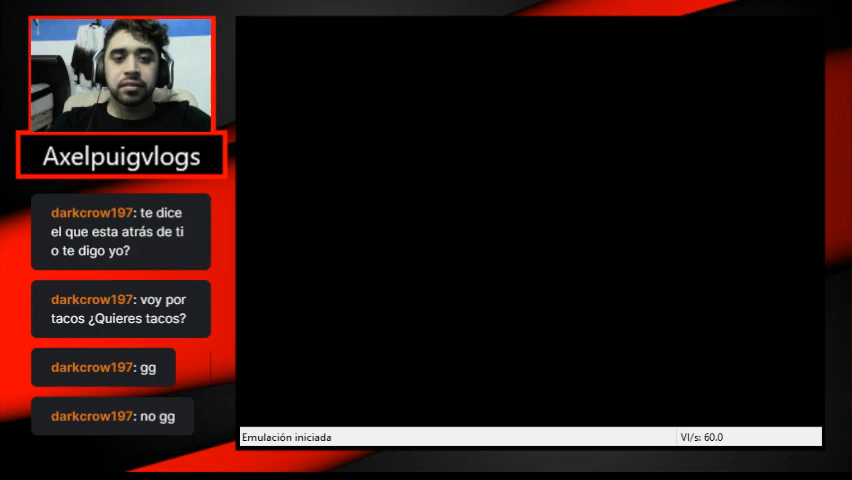 Axelpuigvlogs
darkcrow197: te dice
el que esta atrás de ti
o te digo yo?
darkcrow197: voy por
tacos ¿Quieres tacos?
darkcrow197: gg
darkcrow197: no gg
Emulación iniciada
VI/s: 60.0